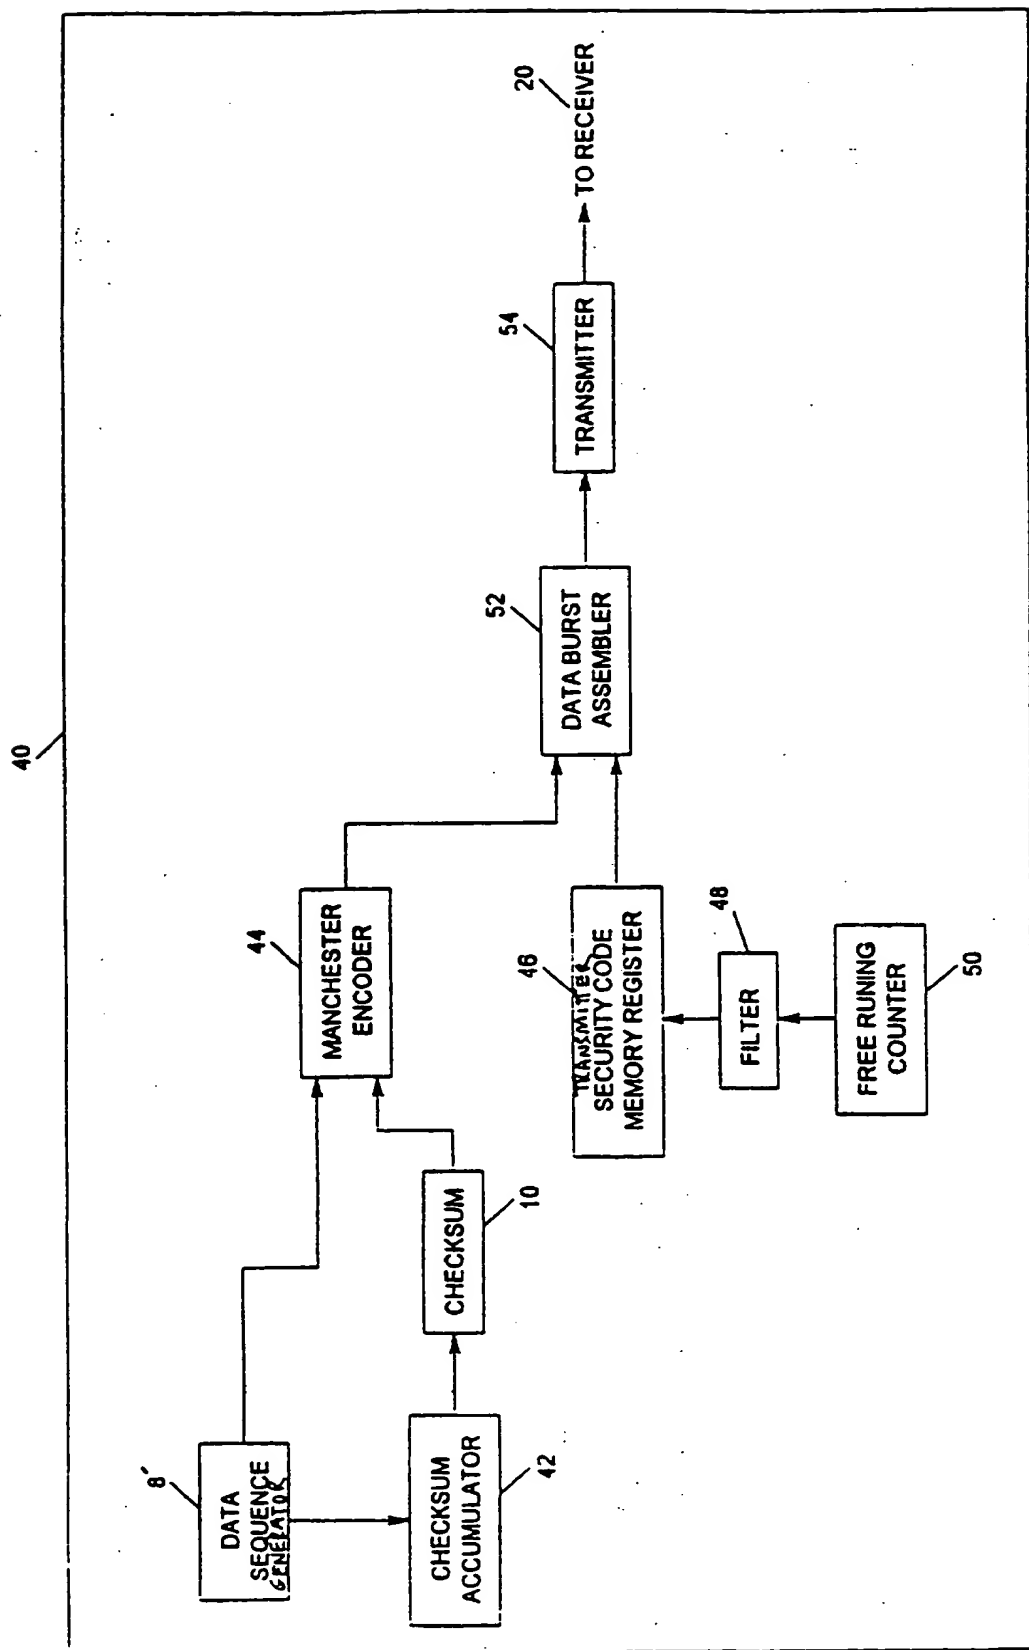 40
8'
DATA
SEQUENCE
GENERATOR
CHECKSUM
ACCUMULATOR
42
CHECKSUM
10
44
MANCHESTER
ENCODER
46
TRANSMITTER
SECURITY CODE
MEMORY REGISTER
48
FILTER
FREE RUNING
COUNTER
50
52
DATA BURST
ASSEMBLER
54
TRANSMITTER
20
TO RECEIVER